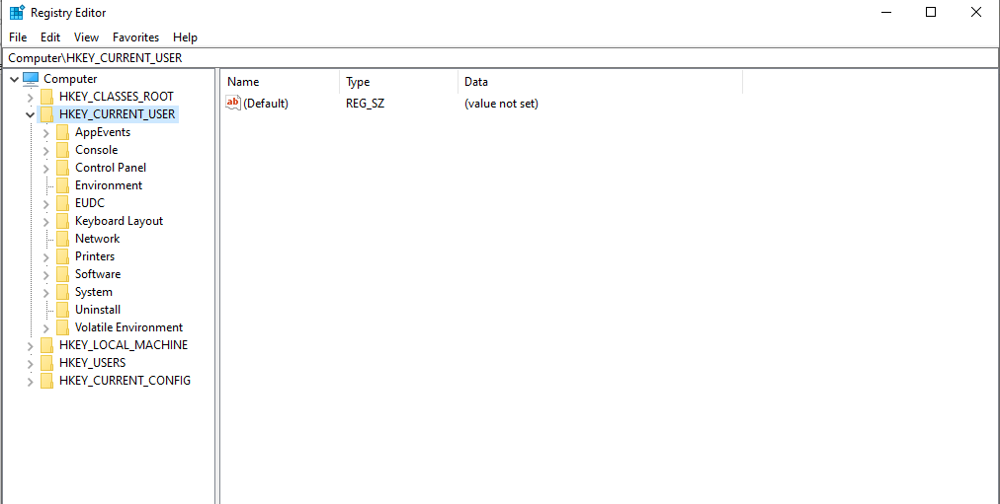 Registry Editor
File Edit View Favorites Help
Computer\HKEY_CURRENT_USER
Computer
HKEY_CLASSES_ROOT
HKEY_CURRENT_USER
AppEvents
Console
Control Panel
Environment
EUDC
Keyboard Layout
Network
Printers
Software
System
Uninstall
Volatile Environment
HKEY_LOCAL_MACHINE
HKEY_USERS
HKEY_CURRENT_CONFIG
Name Type Data
ab (Default) REG_SZ (value not set)